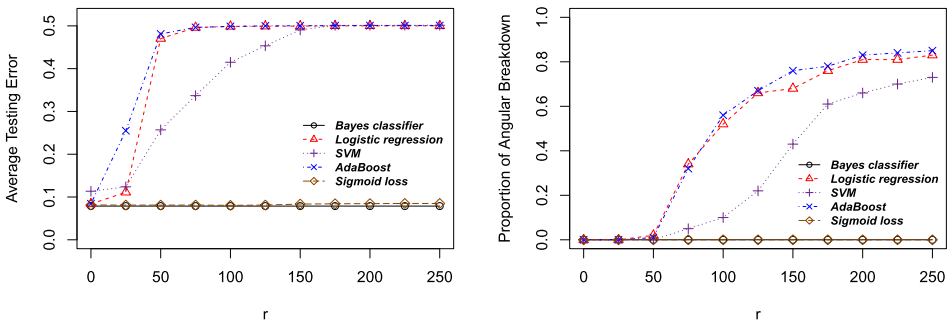 Average Testing Error
0.5
0.4
0.3
0.2
0.1
0.0
Bayes classifier
Logistic regression
SVM
AdaBoost
Sigmoid loss
0 50 100 150 200 250
r
Proportion of Angular Breakdown
1.0
0.8
0.6
0.4
0.2
0.0
Bayes classifier
Logistic regression
SVM
AdaBoost
Sigmoid loss
0 50 100 150 200 250
r